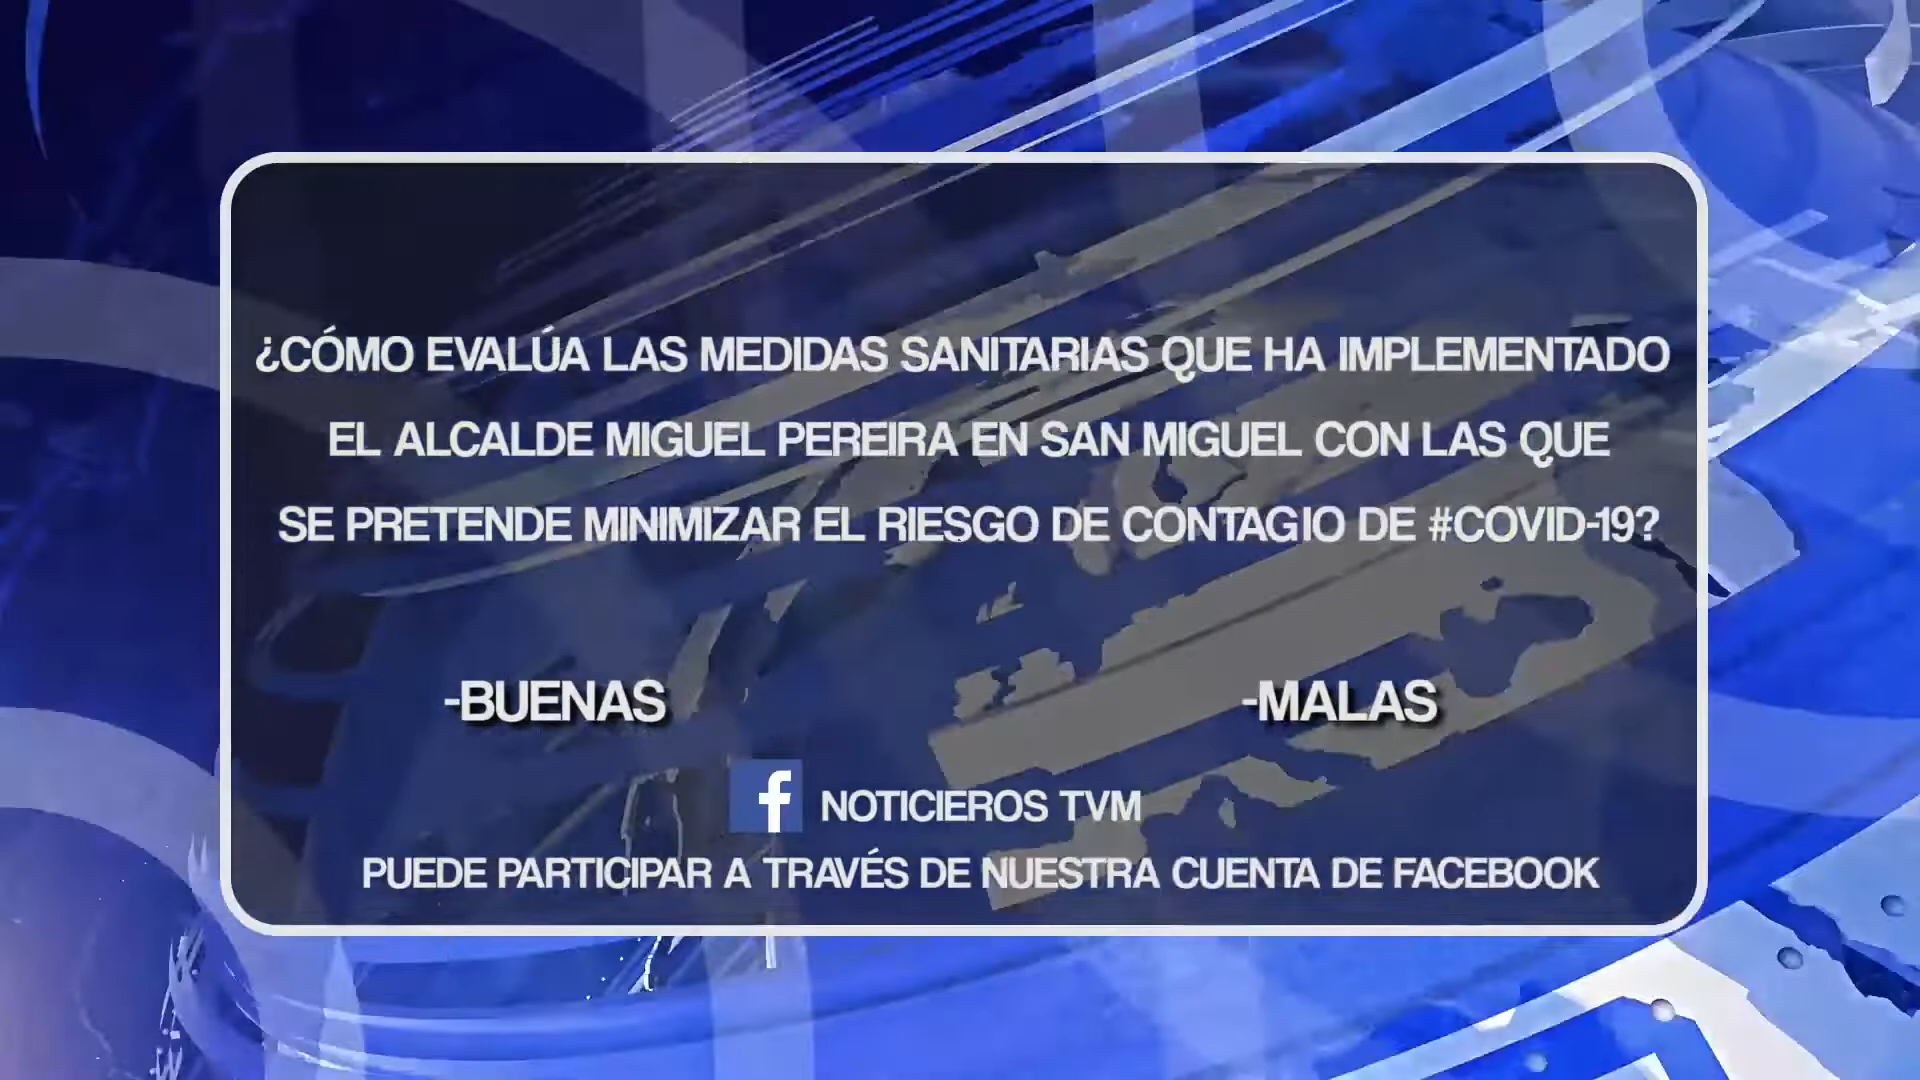 ¿CÓMO EVALÚA LAS MEDIDAS SANITARIAS QUE HA IMPLEMENTADO
EL ALCALDE MIGUEL PEREIRA EN SAN MIGUEL CON LAS QUE
SE PRETENDE MINIMIZAR EL RIESGO DE CONTAGIO DE #COVID-19?
-BUENAS
-MALAS
f NOTICIEROS TVM
PUEDE PARTICIPAR A TRAVÉS DE NUESTRA CUENTA DE FACEBOOK